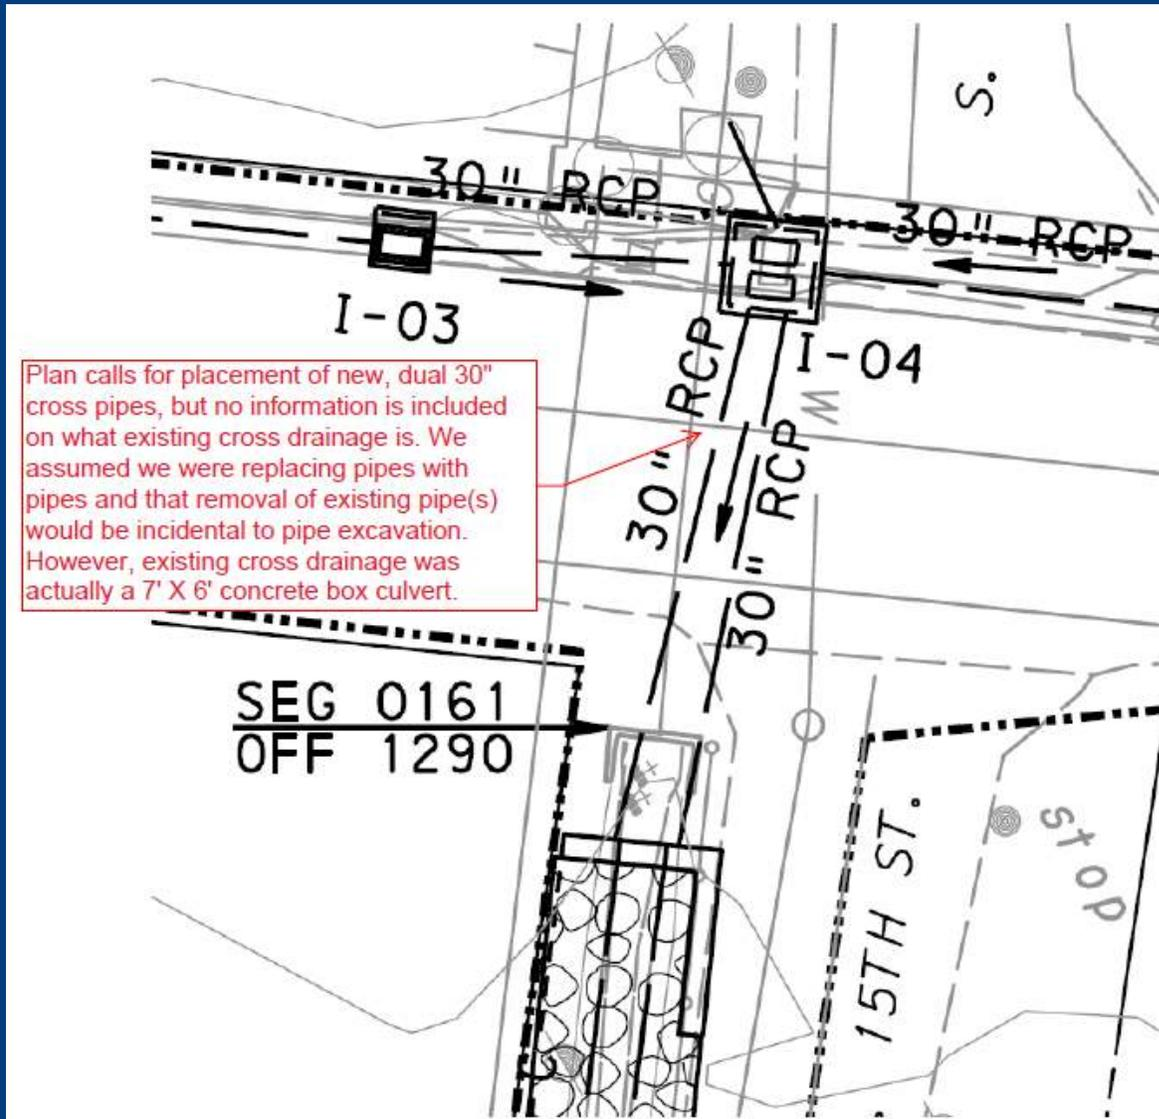 S.
30" RCP
30" RCP
I-03
I-04
30" RCP
30" RCP
W
Plan calls for placement of new, dual 30"
cross pipes, but no information is included
on what existing cross drainage is. We
assumed we were replacing pipes with
pipes and that removal of existing pipe(s)
would be incidental to pipe excavation.
However, existing cross drainage was
actually a 7' X 6' concrete box culvert.
SEG 0161
OFF 1290
15TH ST.
stop